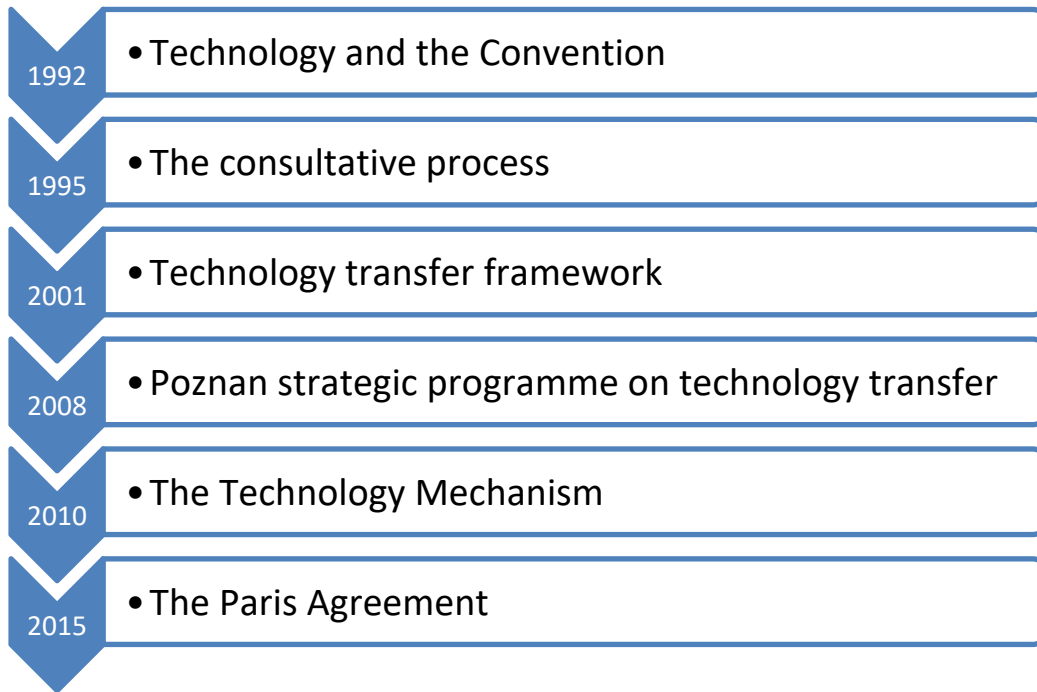 1992
• Technology and the Convention
1995
• The consultative process
2001
• Technology transfer framework
2008
• Poznan strategic programme on technology transfer
2010
• The Technology Mechanism
2015
• The Paris Agreement